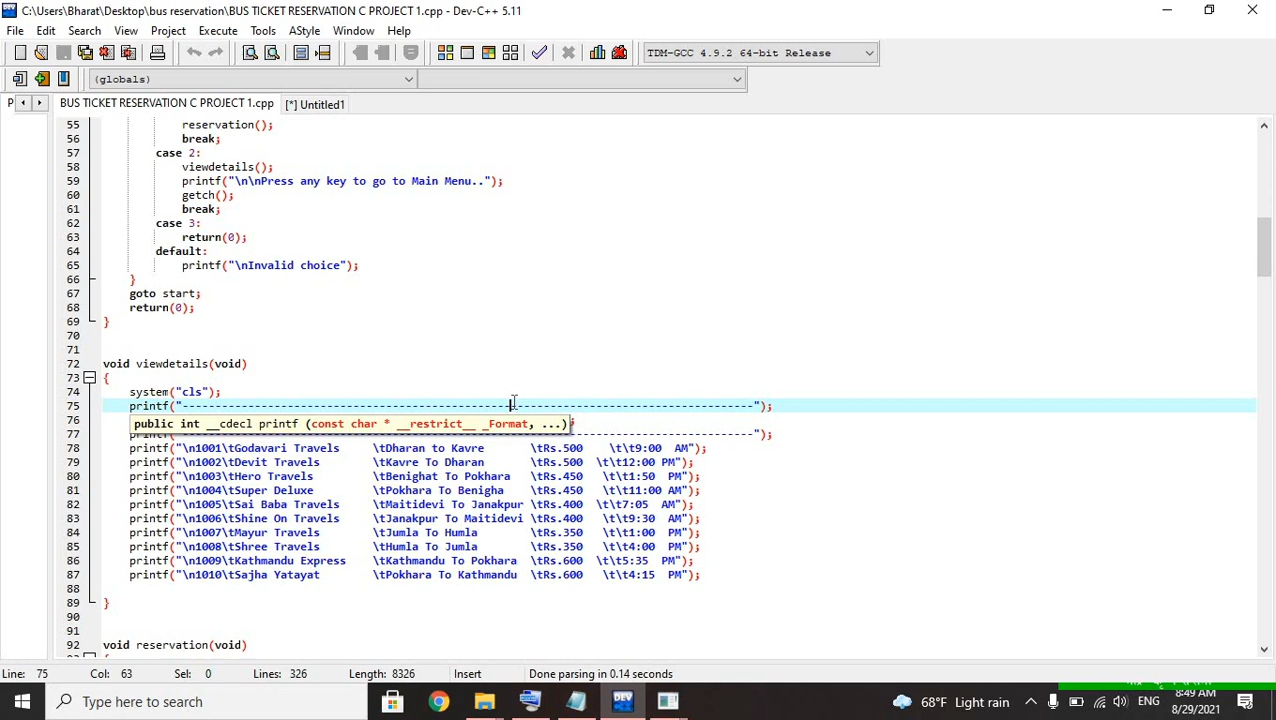 C:\Users\Bharat\Desktop\bus reservation\BUS TICKET RESERVATION C PROJECT 1.cpp - Dev-C++ 5.11
File Edit Search View Project Execute Tools AStyle Window Help
TDM-GCC 4.9.2 64-bit Release
(globals)
P BUS TICKET RESERVATION C PROJECT 1.cpp [*] Untitled1
55 reservation();
56 break;
57 case 2:
58 viewdetails();
59 printf("\n\nPress any key to go to Main Menu..");
60 getch();
61 break;
62 case 3:
63 return(0);
64 default:
65 printf("\nInvalid choice");
66 }
67 goto start;
68 return(0);
69 }
70
71
72 void viewdetails(void)
73 {
74 system("cls");
75 printf("---------------------------------------------------------------------------------------");
76 public int __cdecl printf (const char * __restrict__ _Format, ...) ;
77 printf( -----------------------------");
78 printf("\n1001\tGodavari Travels \tDharan to Kavre \tRs.500 \t\t9:00 AM");
79 printf("\n1002\tDevit Travels \tKavre To Dharan \tRs.500 \t\t12:00 PM");
80 printf("\n1003\tHero Travels \tBenighat To Pokhara \tRs.450 \t\t1:50 PM");
81 printf("\n1004\tSuper Deluxe \tPokhara To Benigha \tRs.450 \t\t11:00 AM");
82 printf("\n1005\tSai Baba Travels \tMaitidevi To Janakpur \tRs.400 \t\t7:05 AM");
83 printf("\n1006\tShine On Travels \tJanakpur To Maitidevi \tRs.400 \t\t9:30 AM");
84 printf("\n1007\tMayur Travels \tJumla To Humla \tRs.350 \t\t1:00 PM");
85 printf("\n1008\tShree Travels \tHumla To Jumla \tRs.350 \t\t4:00 PM");
86 printf("\n1009\tKathmandu Express \tKathmandu To Pokhara \tRs.600 \t\t5:35 PM");
87 printf("\n1010\tSajha Yatayat \tPokhara To Kathmandu \tRs.600 \t\t4:15 PM");
88
89 }
90
91
92 void reservation(void)
Line: 75 Col: 63 Sel: 0 Lines: 326 Length: 8326 Insert Done parsing in 0.14 seconds
Type here to search DEV 68°F Light rain ENG 8:49 AM
8/29/2021